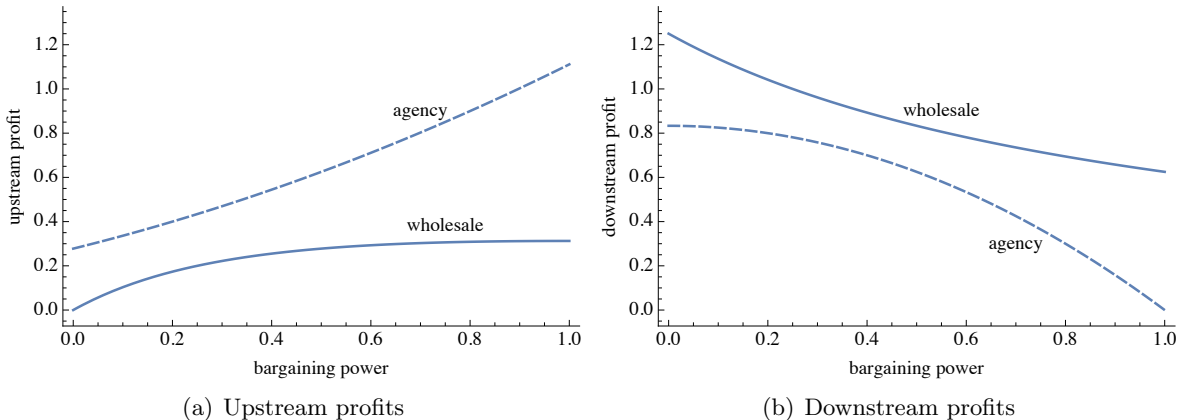 upstream profit
1.2
1.0
0.8
0.6
0.4
0.2
0.0
agency
wholesale
0.0 0.2 0.4 0.6 0.8 1.0
bargaining power
(a) Upstream profits
downstream profit
1.2
1.0
0.8
0.6
0.4
0.2
0.0
wholesale
agency
0.0 0.2 0.4 0.6 0.8 1.0
bargaining power
(b) Downstream profits